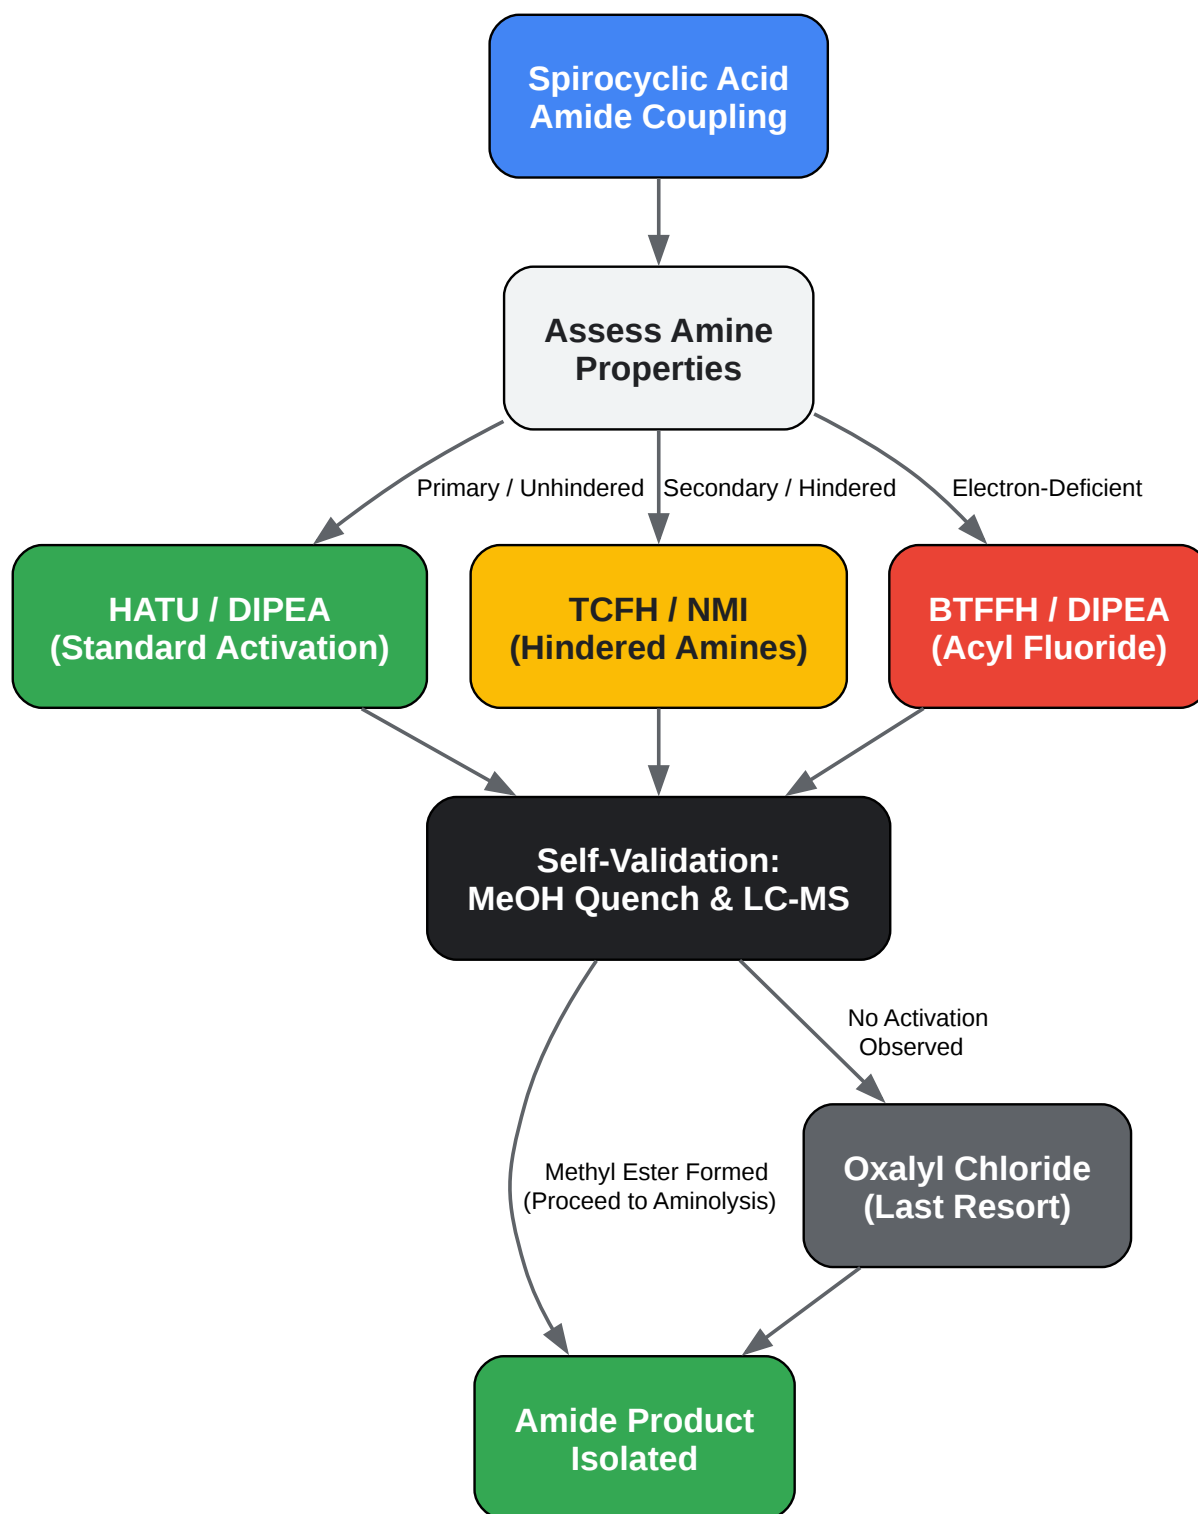 Spirocyclic Acid
Amide Coupling
Assess Amine
Properties
Primary / Unhindered
Secondary / Hindered
Electron-Deficient
HATU / DIPEA
(Standard Activation)
TCFH / NMI
(Hindered Amines)
BTFFH / DIPEA
(Acyl Fluoride)
Self-Validation:
MeOH Quench & LC-MS
No Activation
Observed
Methyl Ester Formed
(Proceed to Aminolysis)
Oxalyl Chloride
(Last Resort)
Amide Product
Isolated